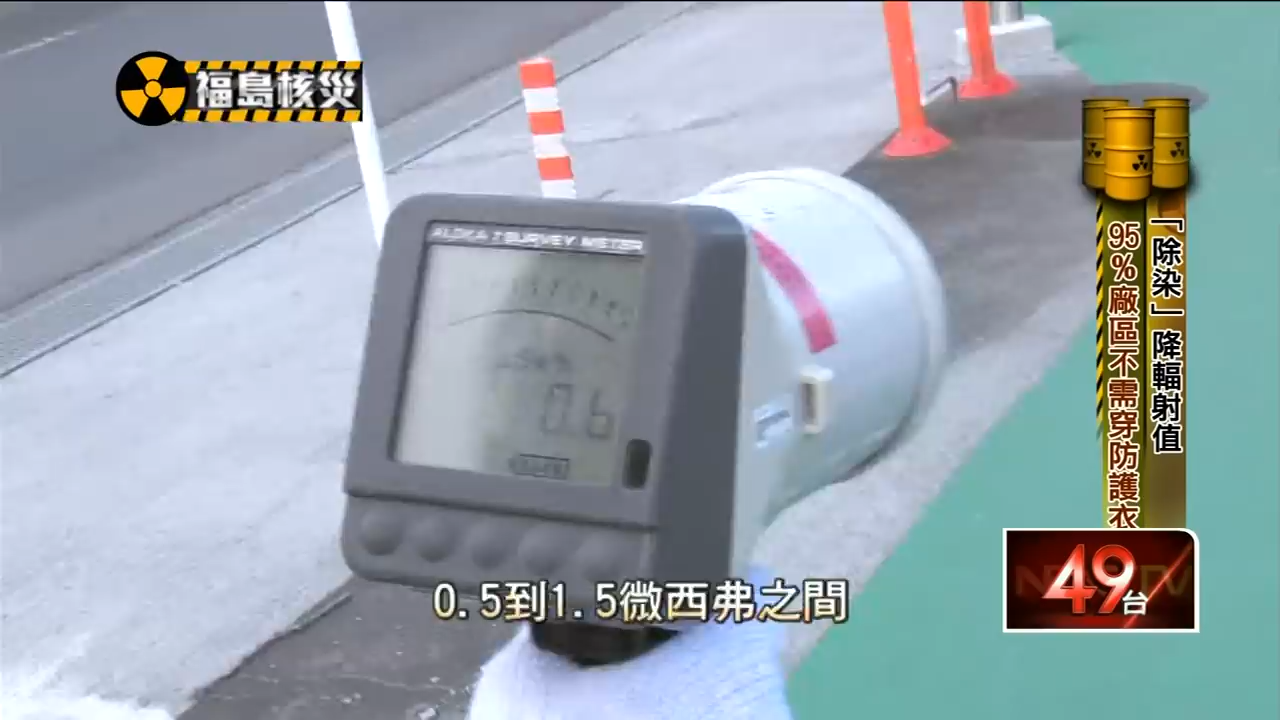 福島核災
ALOKA γ SURVEY METER
μSv/h
0.6
「除染」降輻射值
95%廠區不需穿防護衣
0.5到1.5微西弗之間
49台